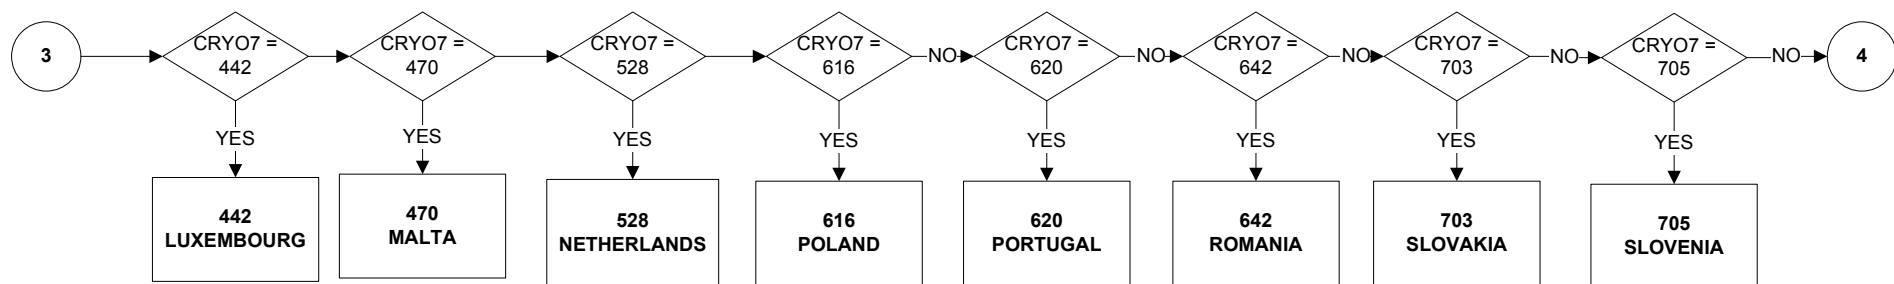 3
CRYO7 =
442
CRYO7 =
470
CRYO7 =
528
CRYO7 =
616
NO
CRYO7 =
620
NO
CRYO7 =
642
NO
CRYO7 =
703
NO
CRYO7 =
705
NO
4
YES
YES
YES
YES
YES
YES
YES
YES
442
LUXEMBOURG
470
MALTA
528
NETHERLANDS
616
POLAND
620
PORTUGAL
642
ROMANIA
703
SLOVAKIA
705
SLOVENIA